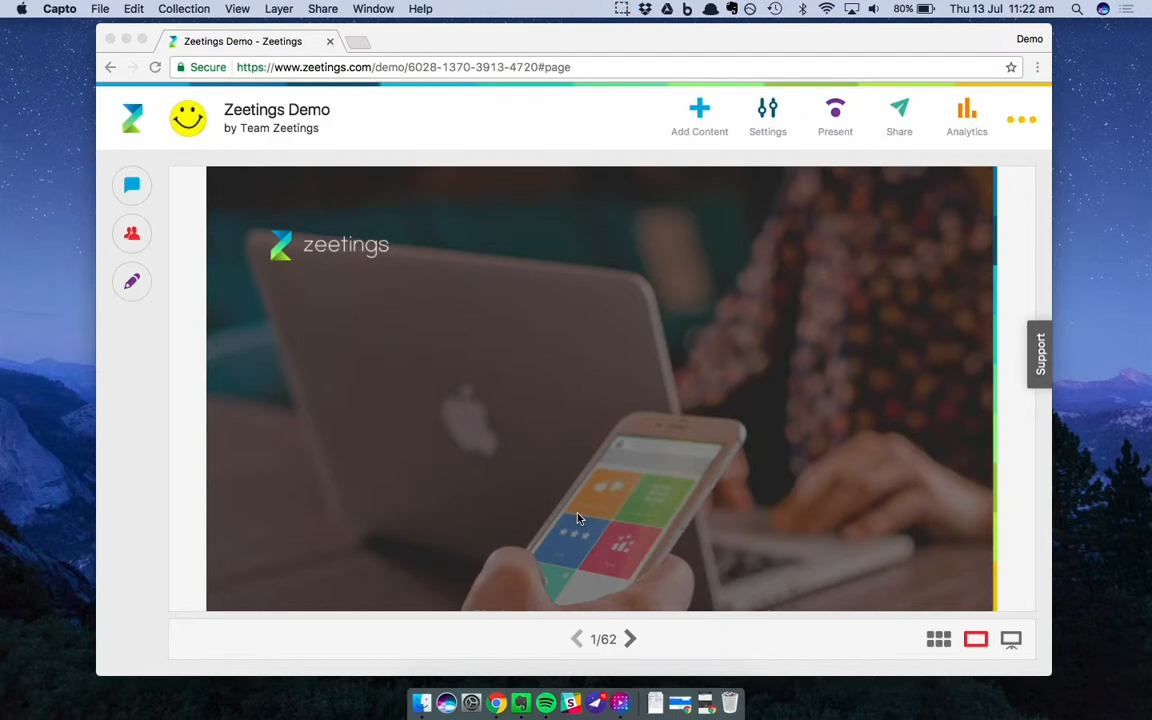 Capto File Edit Collection View Layer Share Window Help 80% Thu 13 Jul 11:22 am
Zeetings Demo - Zeetings
Demo
Secure https://www.zeetings.com/demo/6028-1370-3913-4720#page
Zeetings Demo
by Team Zeetings
Add Content
Settings
Present
Share
Analytics
zeetings
Support
1/62